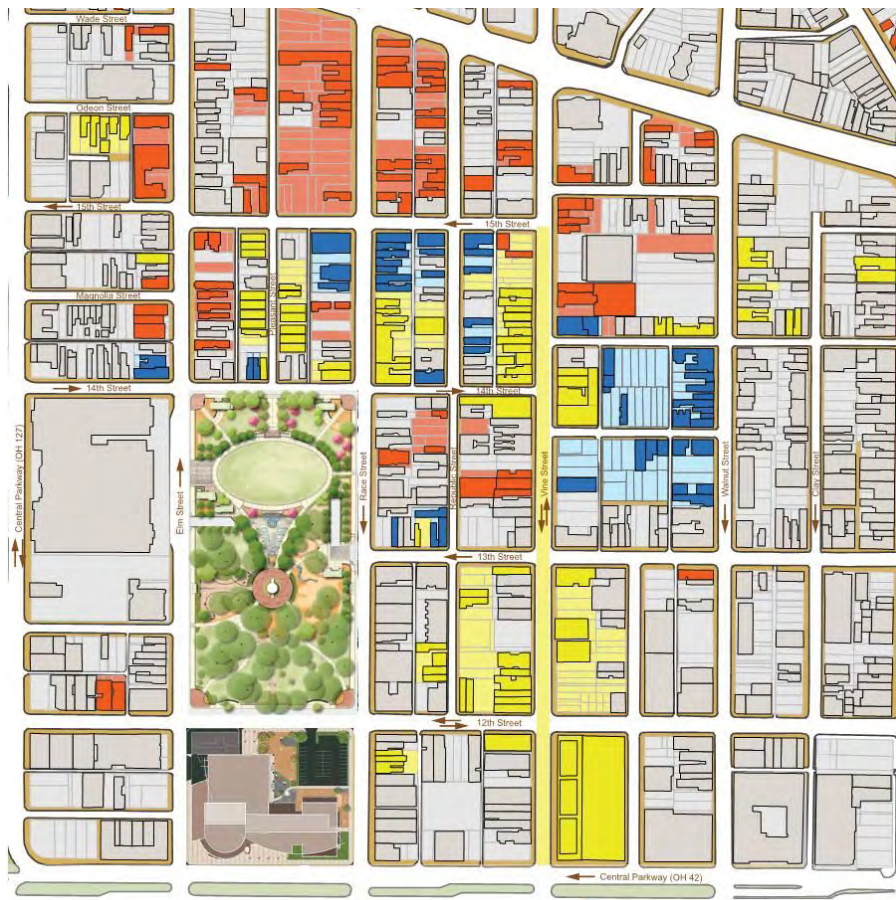 Wade Street
Odeon Street
15th Street
15th Street
Magnolia Street
Pleasant Street
14th Street
14th Street
Central Parkway (OH 127)
Elm Street
Race Street
Republic Street
Vine Street
Walnut Street
Clay Street
13th Street
12th Street
Central Parkway (OH 42)